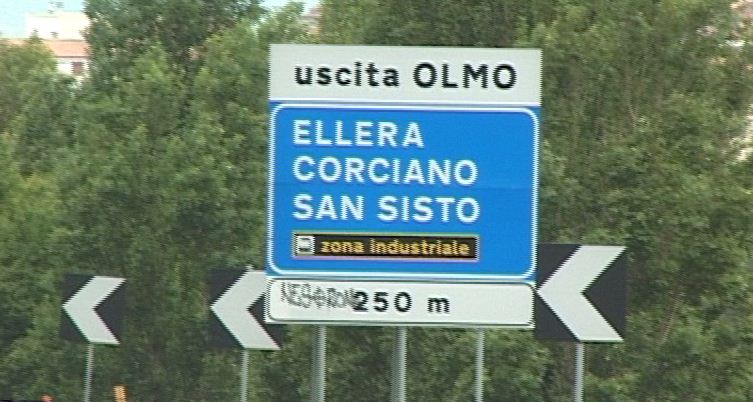 uscita OLMO
ELLERA
CORCIANO
SAN SISTO
zona industriale
250 m